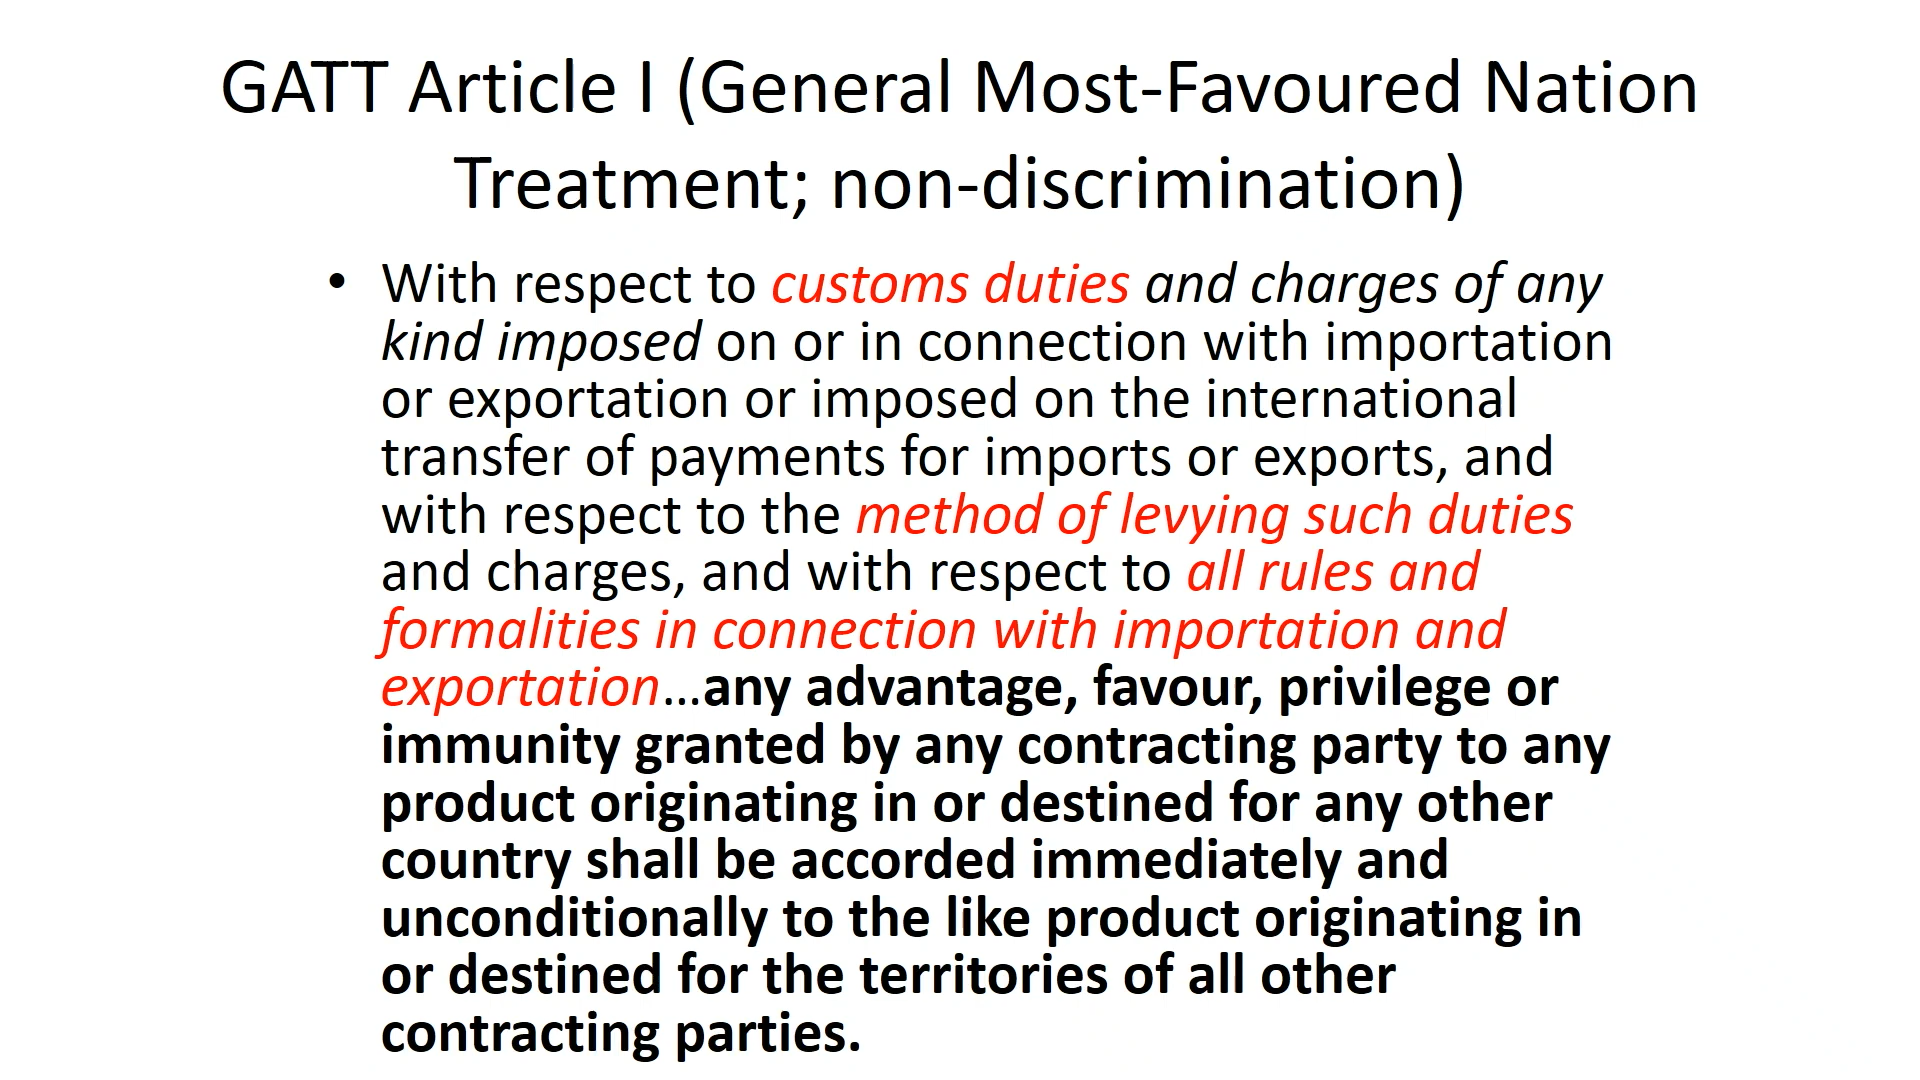 GATT Article I (General Most-Favoured Nation
Treatment; non-discrimination)
• With respect to customs duties and charges of any
kind imposed on or in connection with importation
or exportation or imposed on the international
transfer of payments for imports or exports, and
with respect to the method of levying such duties
and charges, and with respect to all rules and
formalities in connection with importation and
exportation…any advantage, favour, privilege or
immunity granted by any contracting party to any
product originating in or destined for any other
country shall be accorded immediately and
unconditionally to the like product originating in
or destined for the territories of all other
contracting parties.